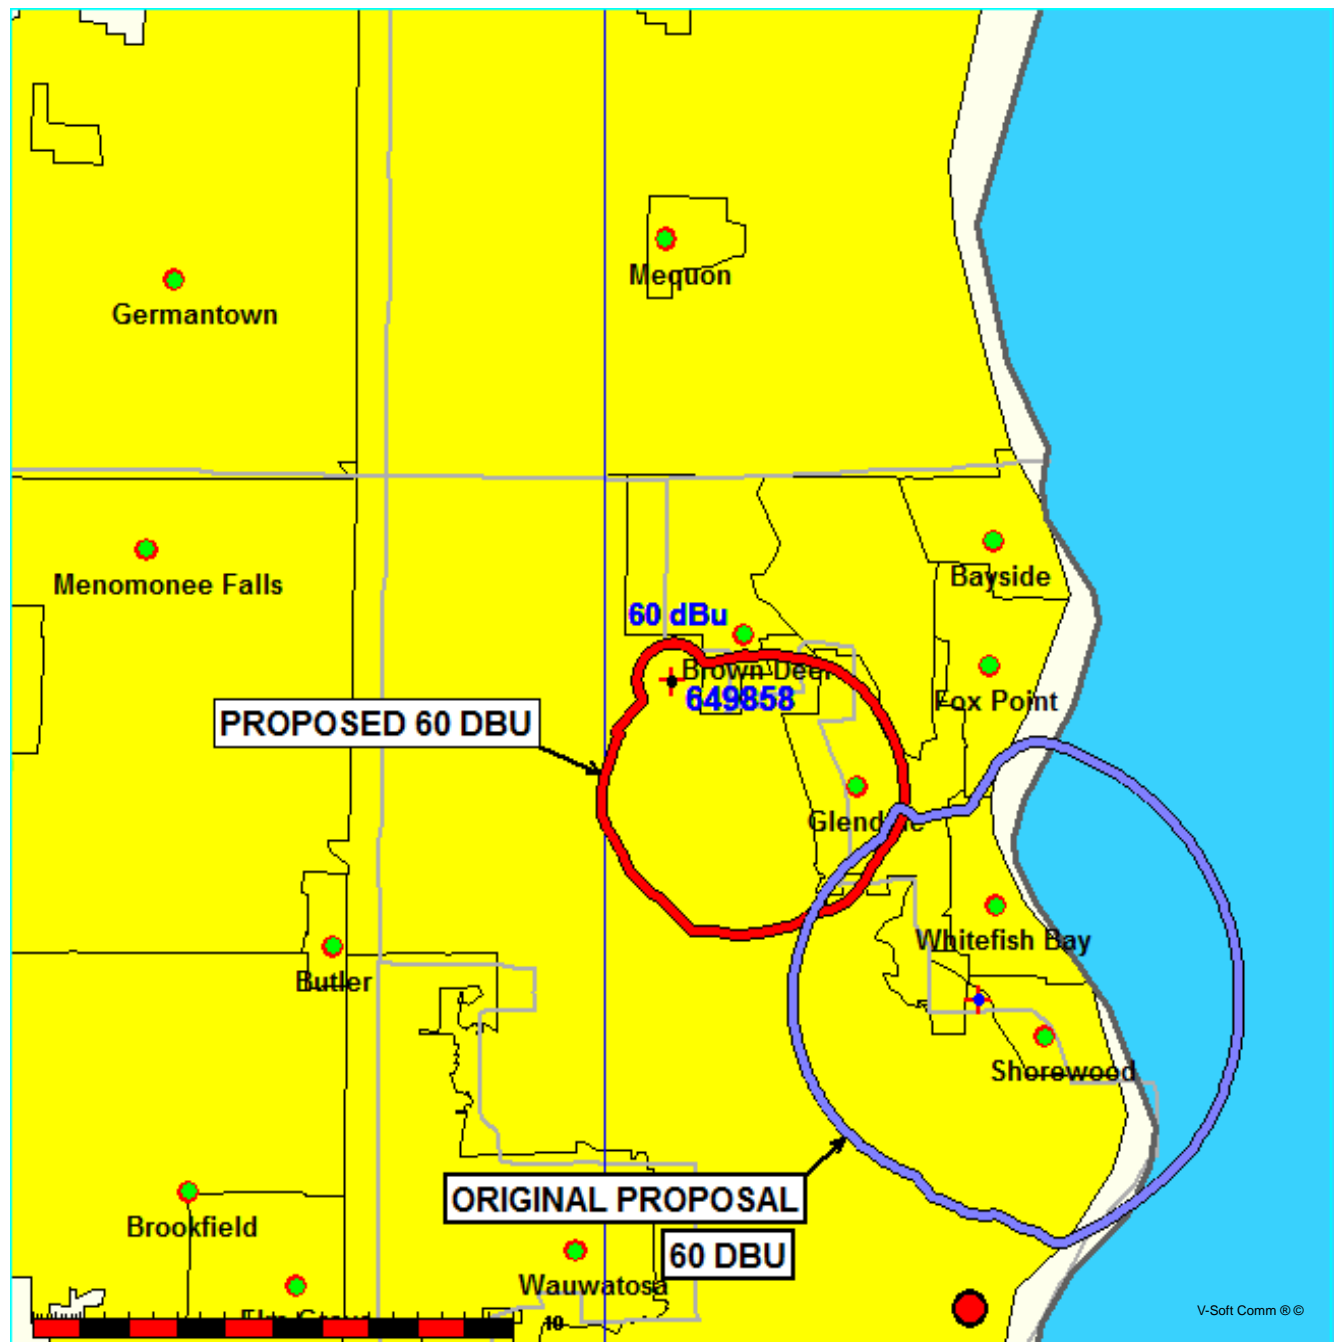 Mequon
Germantown
Menomonee Falls
Bayside
60 dBu
Brown Deer
649858
Fox Point
PROPOSED 60 DBU
Whitefish Bay
Butler
Shorewood
ORIGINAL PROPOSAL
60 DBU
Brookfield
Wauwatosa
10
V-Soft Comm ® ©